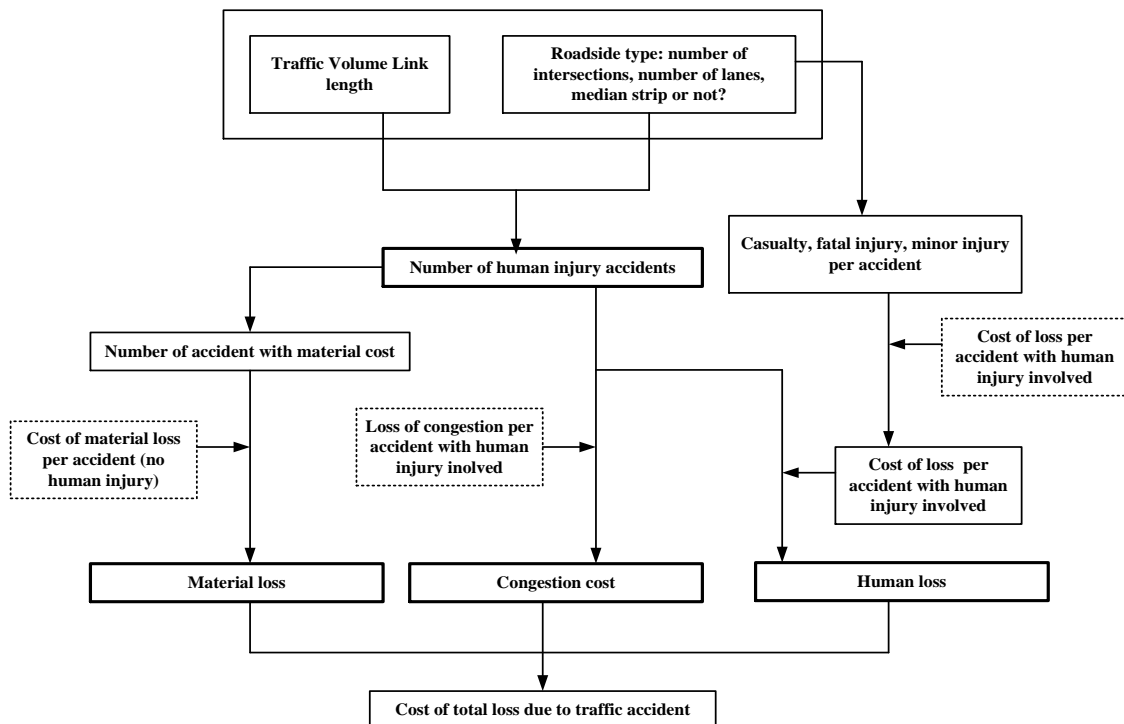 Traffic Volume Link
length
Roadside type: number of
intersections, number of lanes,
median strip or not?
Casualty, fatal injury, minor injury
per accident
Number of human injury accidents
Number of accident with material cost
Cost of loss per
accident with human
injury involved
Cost of material loss
per accident (no
human injury)
Loss of congestion per
accident with human
injury inolved
Cost of loss per
accident with human
injury involved
Material loss
Congestion cost
Human loss
Cost of total loss due to traffic accident